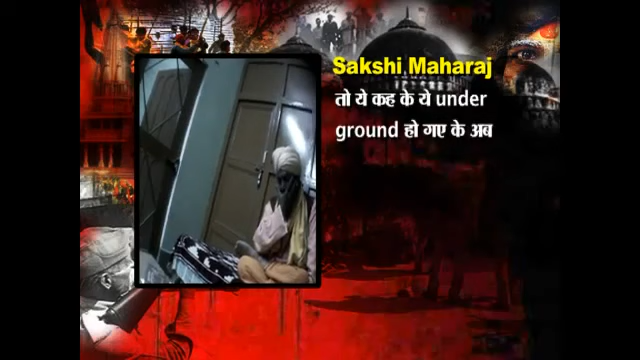 Sakshi Maharaj
तो ये कह के ये under
ground हो गए के अब